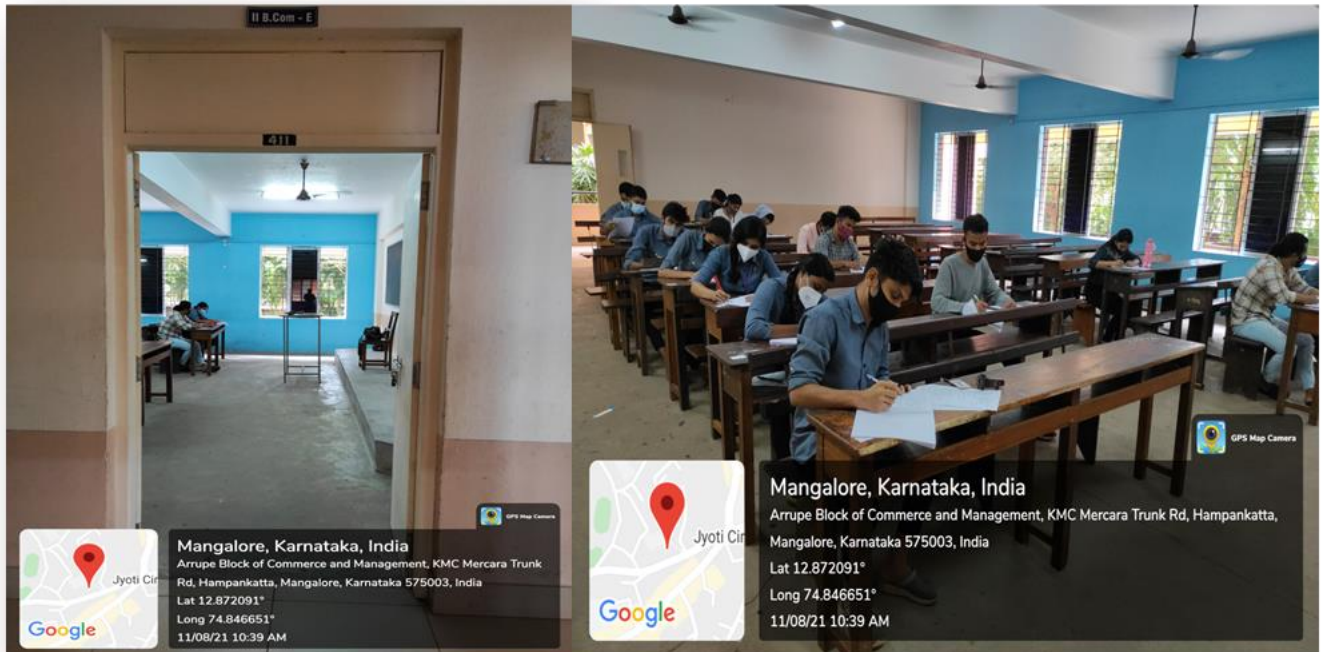 II B.Com - E
411
GPS Map Camera
Jyoti Cir
Google
Mangalore, Karnataka, India
Arrupe Block of Commerce and Management, KMC Mercara Trunk
Rd, Hampankatta, Mangalore, Karnataka 575003, India
Lat 12.872091°
Long 74.846651°
11/08/21 10:39 AM
GPS Map Camera
Jyoti Cir
Google
Mangalore, Karnataka, India
Arrupe Block of Commerce and Management, KMC Mercara Trunk Rd, Hampankatta,
Mangalore, Karnataka 575003, India
Lat 12.872091°
Long 74.846651°
11/08/21 10:39 AM